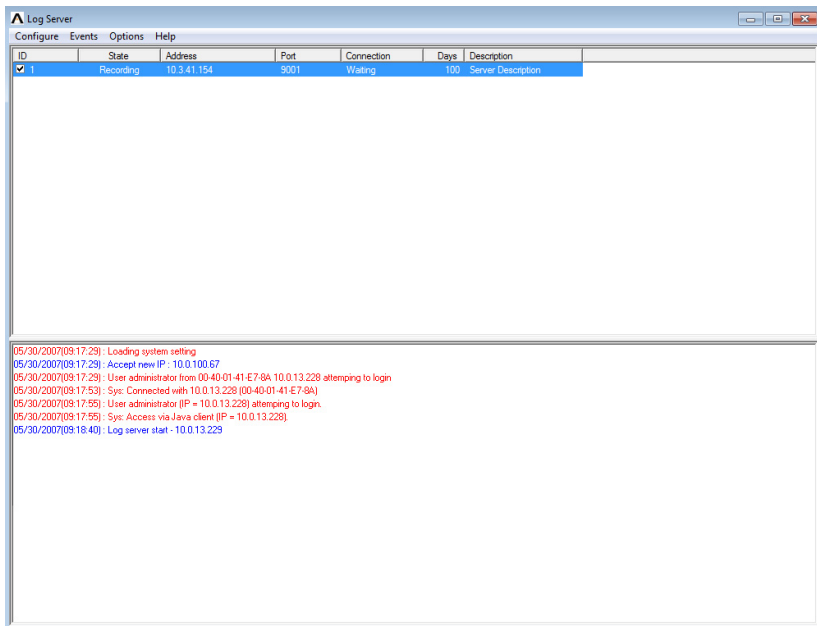 Log Server
Configure Events Options Help
ID State Address Port Connection Days Description
1 Recording 10.3.41.154 9001 Waiting 100 Server Description
05/30/2007(09:17:29) : Loading system setting
05/30/2007(09:17:29) : Accept new IP : 10.0.100.67
05/30/2007(09:17:29) : User administrator from 00-40-01-41-E7-8A 10.0.13.228 attemping to login
05/30/2007(09:17:53) : Sys: Connected with 10.0.13.228 (00-40-01-41-E7-8A)
05/30/2007(09:17:55) : User administrator (IP = 10.0.13.228) attemping to login.
05/30/2007(09:17:55) : Sys: Access via Java client (IP = 10.0.13.228).
05/30/2007(09:18:40) : Log server start - 10.0.13.229